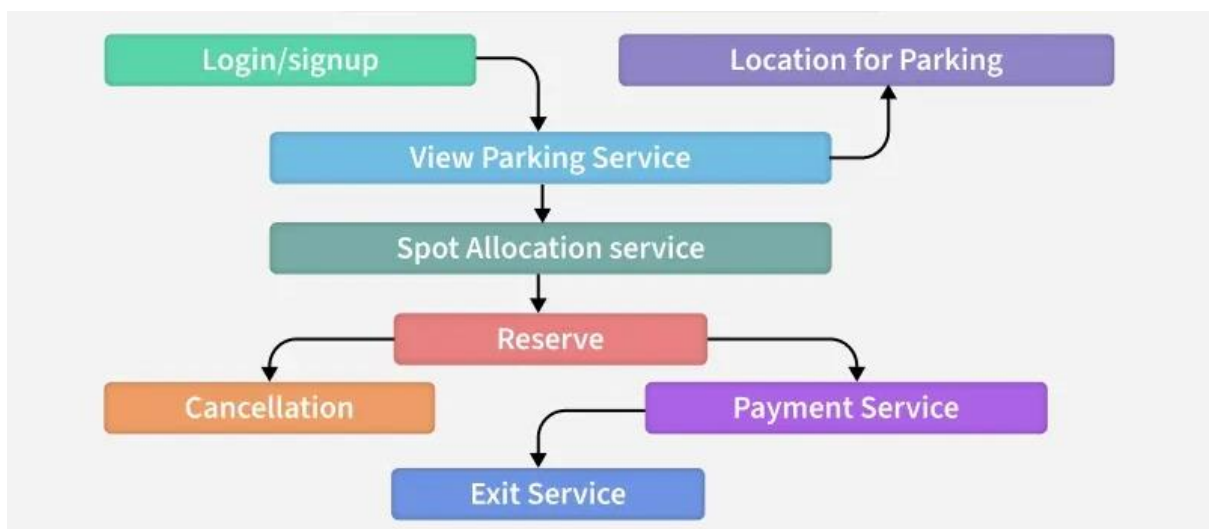 Login/signup
Location for Parking
View Parking Service
Spot Allocation service
Reserve
Cancellation
Payment Service
Exit Service